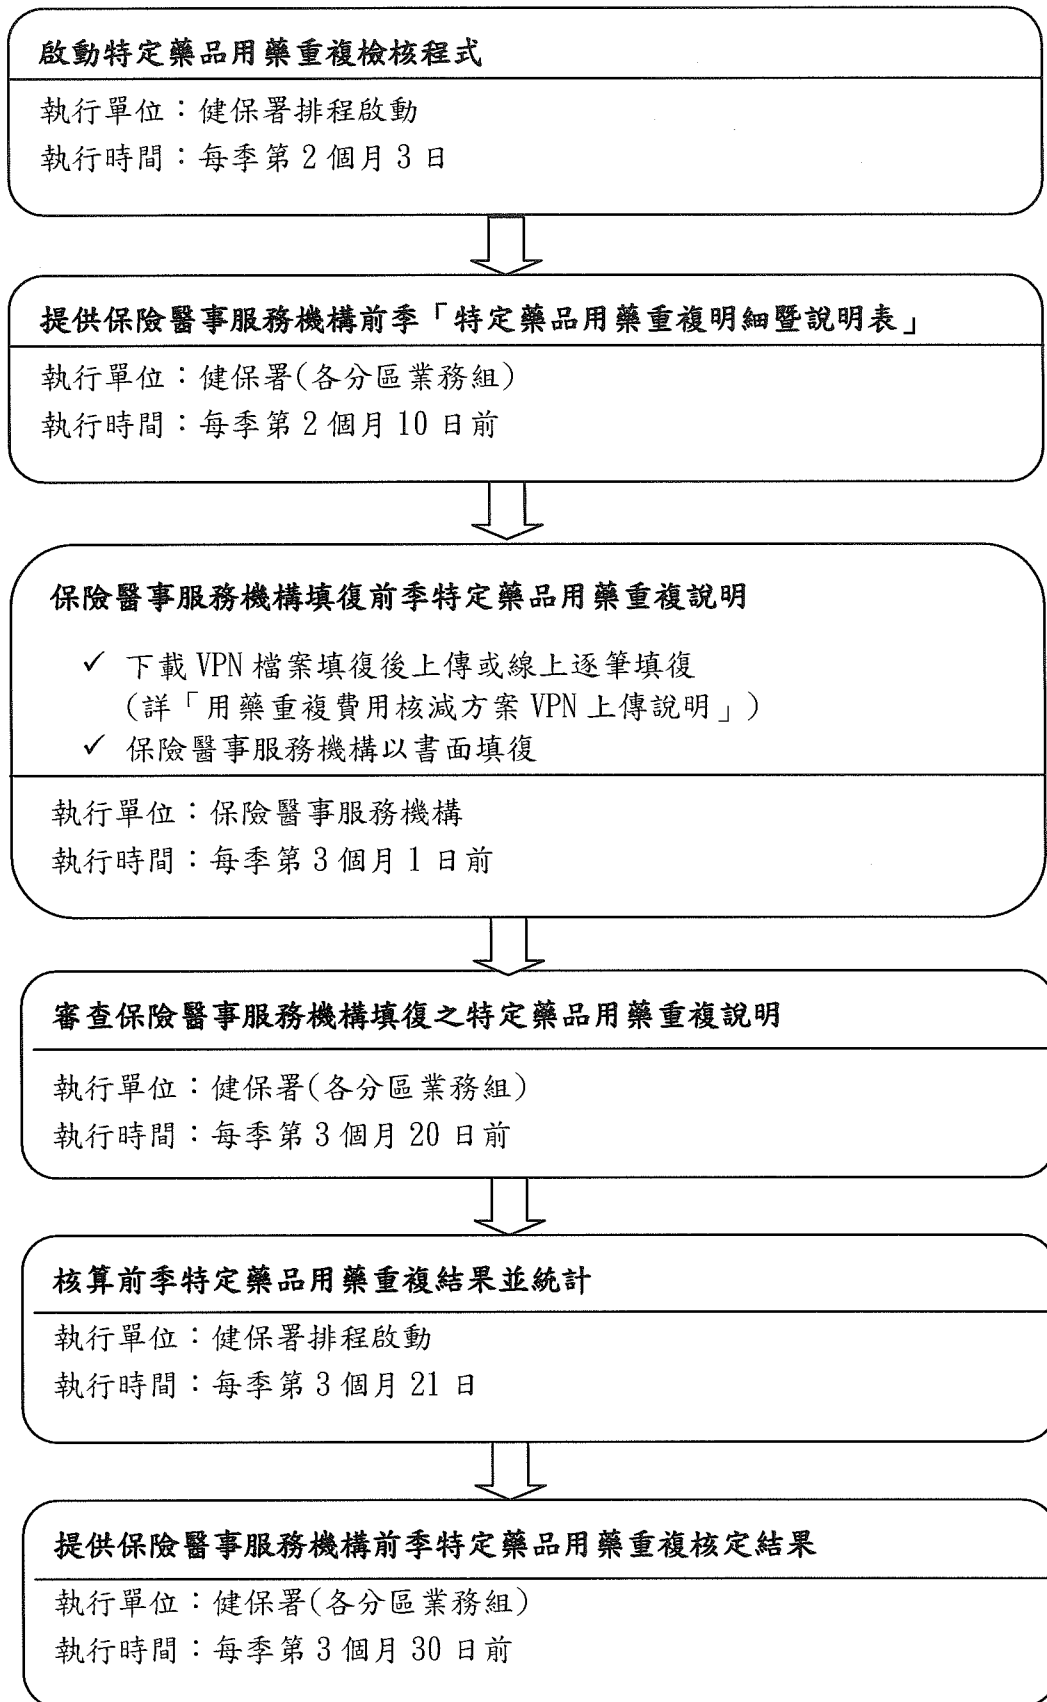 啟動特定藥品用藥重複檢核程式
執行單位：健保署排程啟動
執行時間：每季第2個月3日
提供保險醫事服務機構前季「特定藥品用藥重複明細暨說明表」
執行單位：健保署(各分區業務組)
執行時間：每季第2個月10日前
保險醫事服務機構填復前季特定藥品用藥重複說明
✓ 下載VPN檔案填復後上傳或線上逐筆填復
(詳「用藥重複費用核減方案VPN上傳說明」)
✓ 保險醫事服務機構以書面填復
執行單位：保險醫事服務機構
執行時間：每季第3個月1日前
審查保險醫事服務機構填復之特定藥品用藥重複說明
執行單位：健保署(各分區業務組)
執行時間：每季第3個月20日前
核算前季特定藥品用藥重複結果並統計
執行單位：健保署排程啟動
執行時間：每季第3個月21日
提供保險醫事服務機構前季特定藥品用藥重複核定結果
執行單位：健保署(各分區業務組)
執行時間：每季第3個月30日前